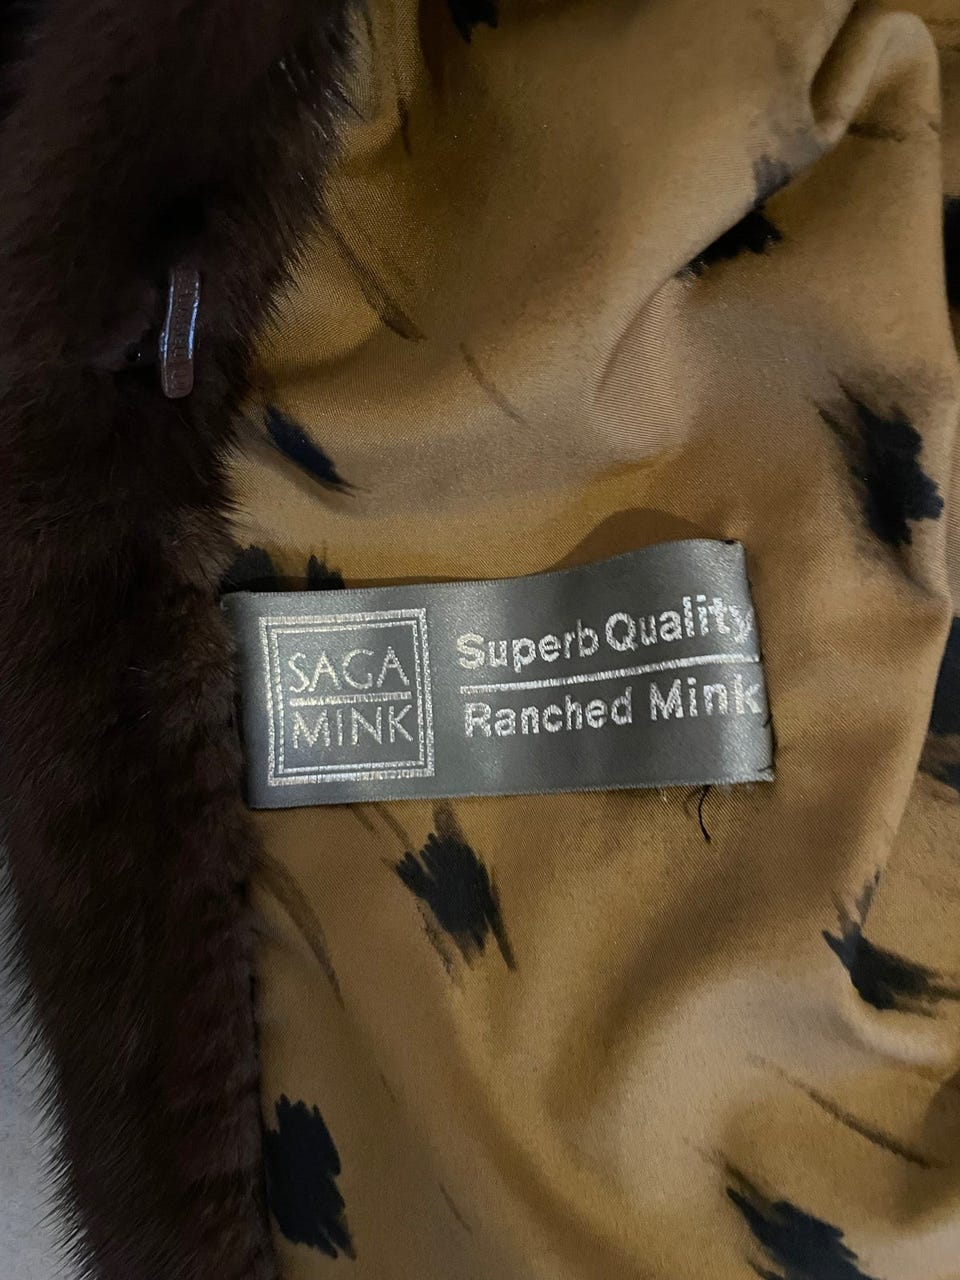 SAGA
MINK
Superb Quality
Ranched Mink